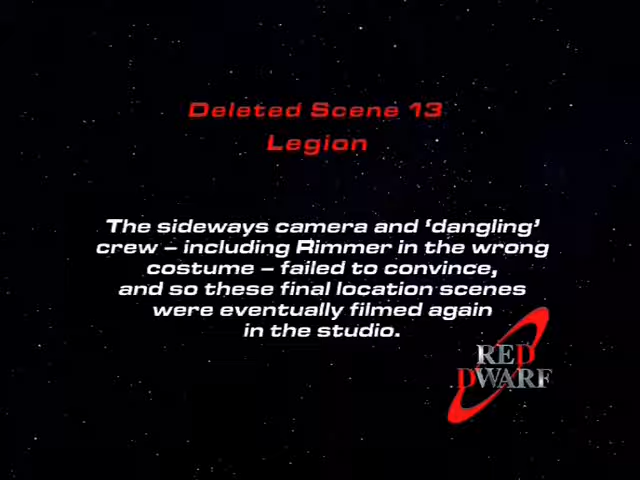 Deleted Scene 13
Legion
The sideways camera and ‘dangling’
crew – including Rimmer in the wrong
costume – failed to convince,
and so these final location scenes
were eventually filmed again
in the studio.
RED
DWARF